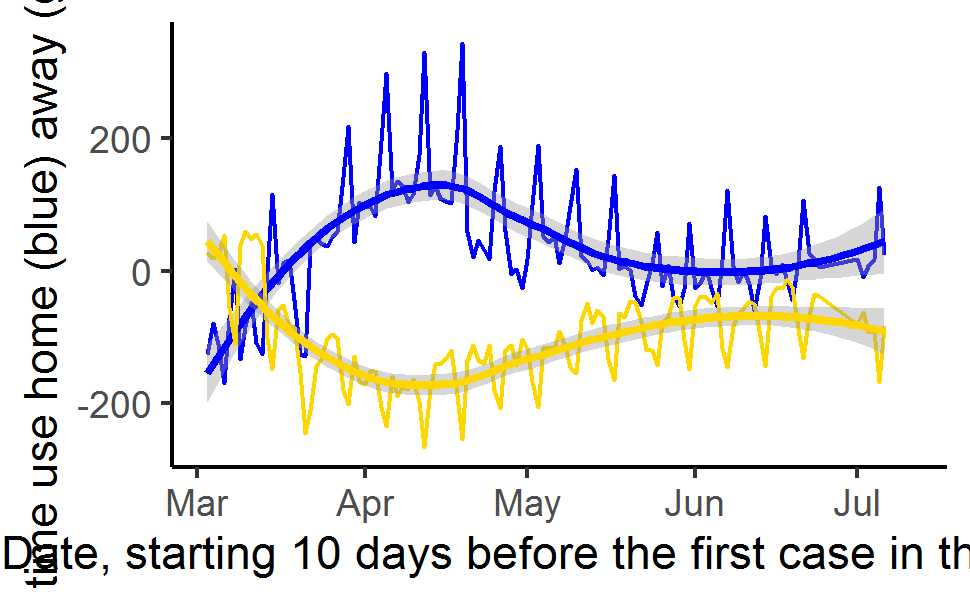 time use home (blue) away (
200
0
-200
Mar Apr May Jun Jul
Date, starting 10 days before the first case in th